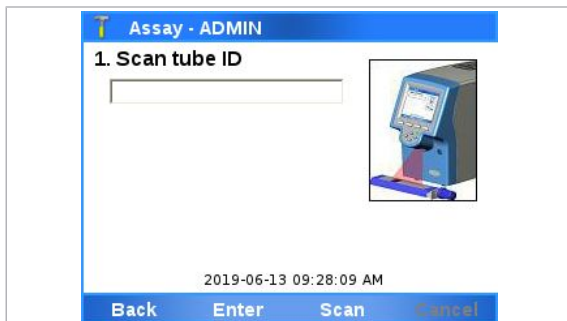 Assay - ADMIN
1. Scan tube ID
2019-06-13 09:28:09 AM
Back Enter Scan Cancel